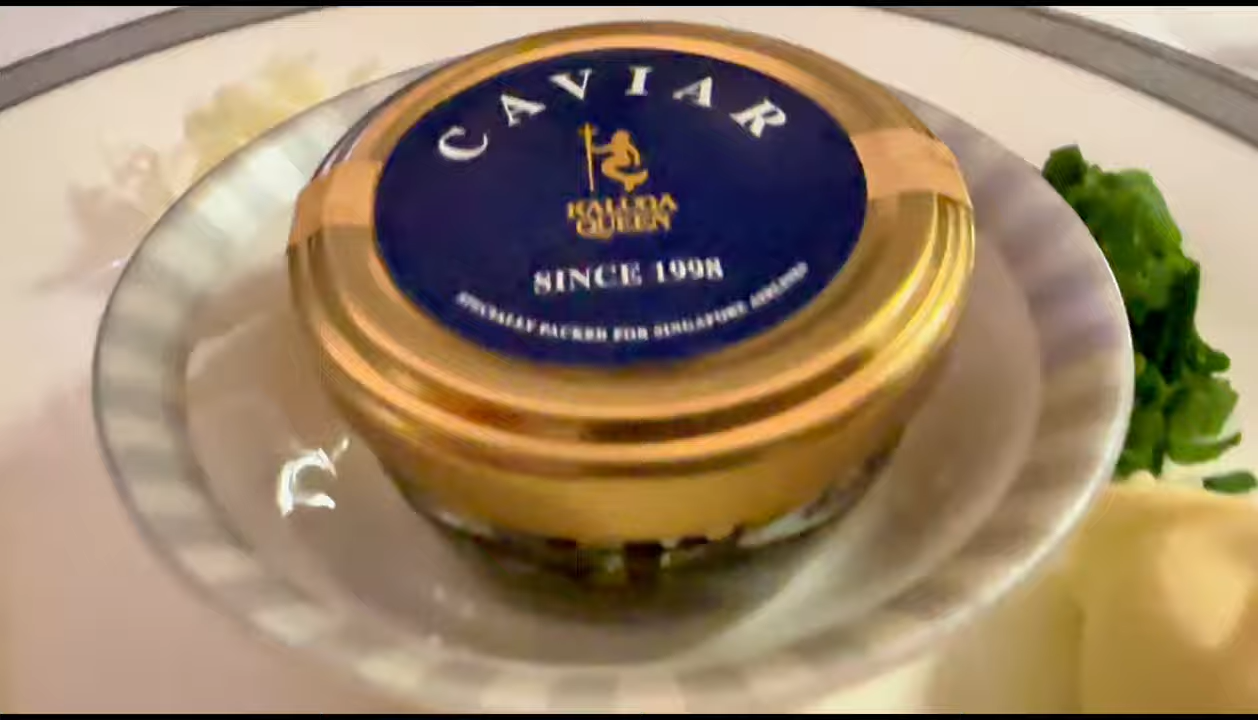 CAVIAR
KALUGA
QUEEN
SINCE 1998
SPECIALLY PACKED FOR SINGAPORE AIRLINES